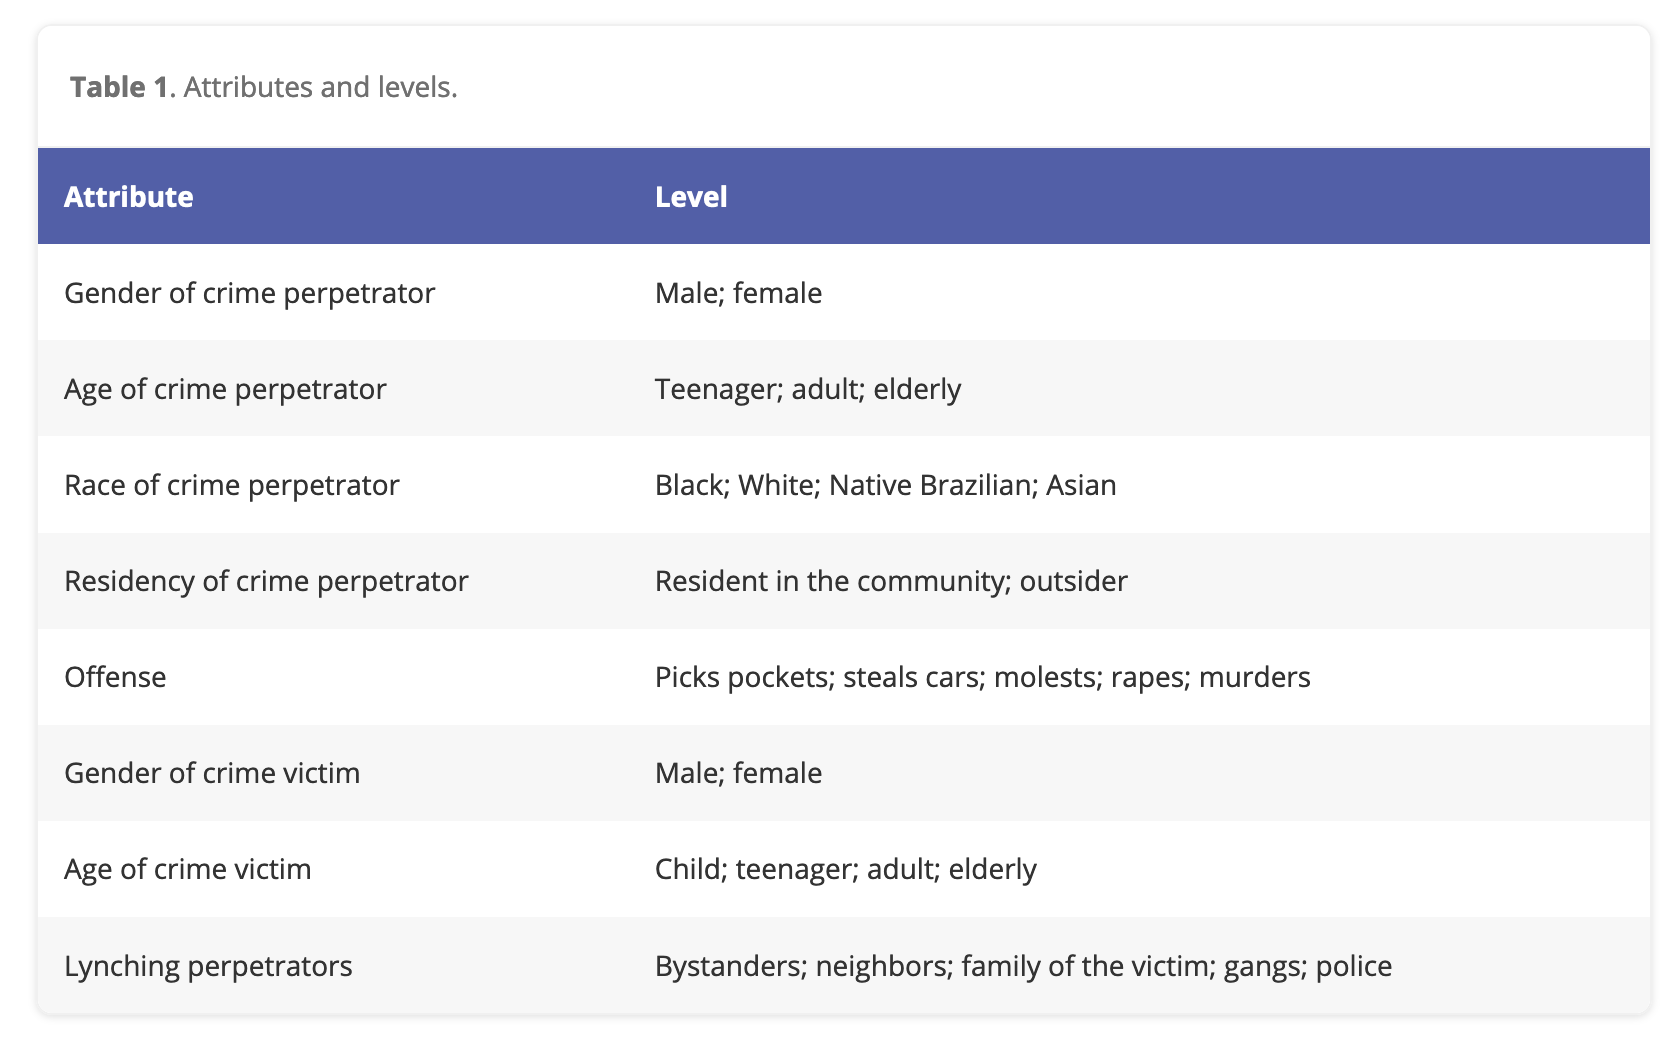 Table 1. Attributes and levels.
Attribute Level
Gender of crime perpetrator Male; female
Age of crime perpetrator Teenager; adult; elderly
Race of crime perpetrator Black; White; Native Brazilian; Asian
Residency of crime perpetrator Resident in the community; outsider
Offense Picks pockets; steals cars; molests; rapes; murders
Gender of crime victim Male; female
Age of crime victim Child; teenager; adult; elderly
Lynching perpetrators Bystanders; neighbors; family of the victim; gangs; police